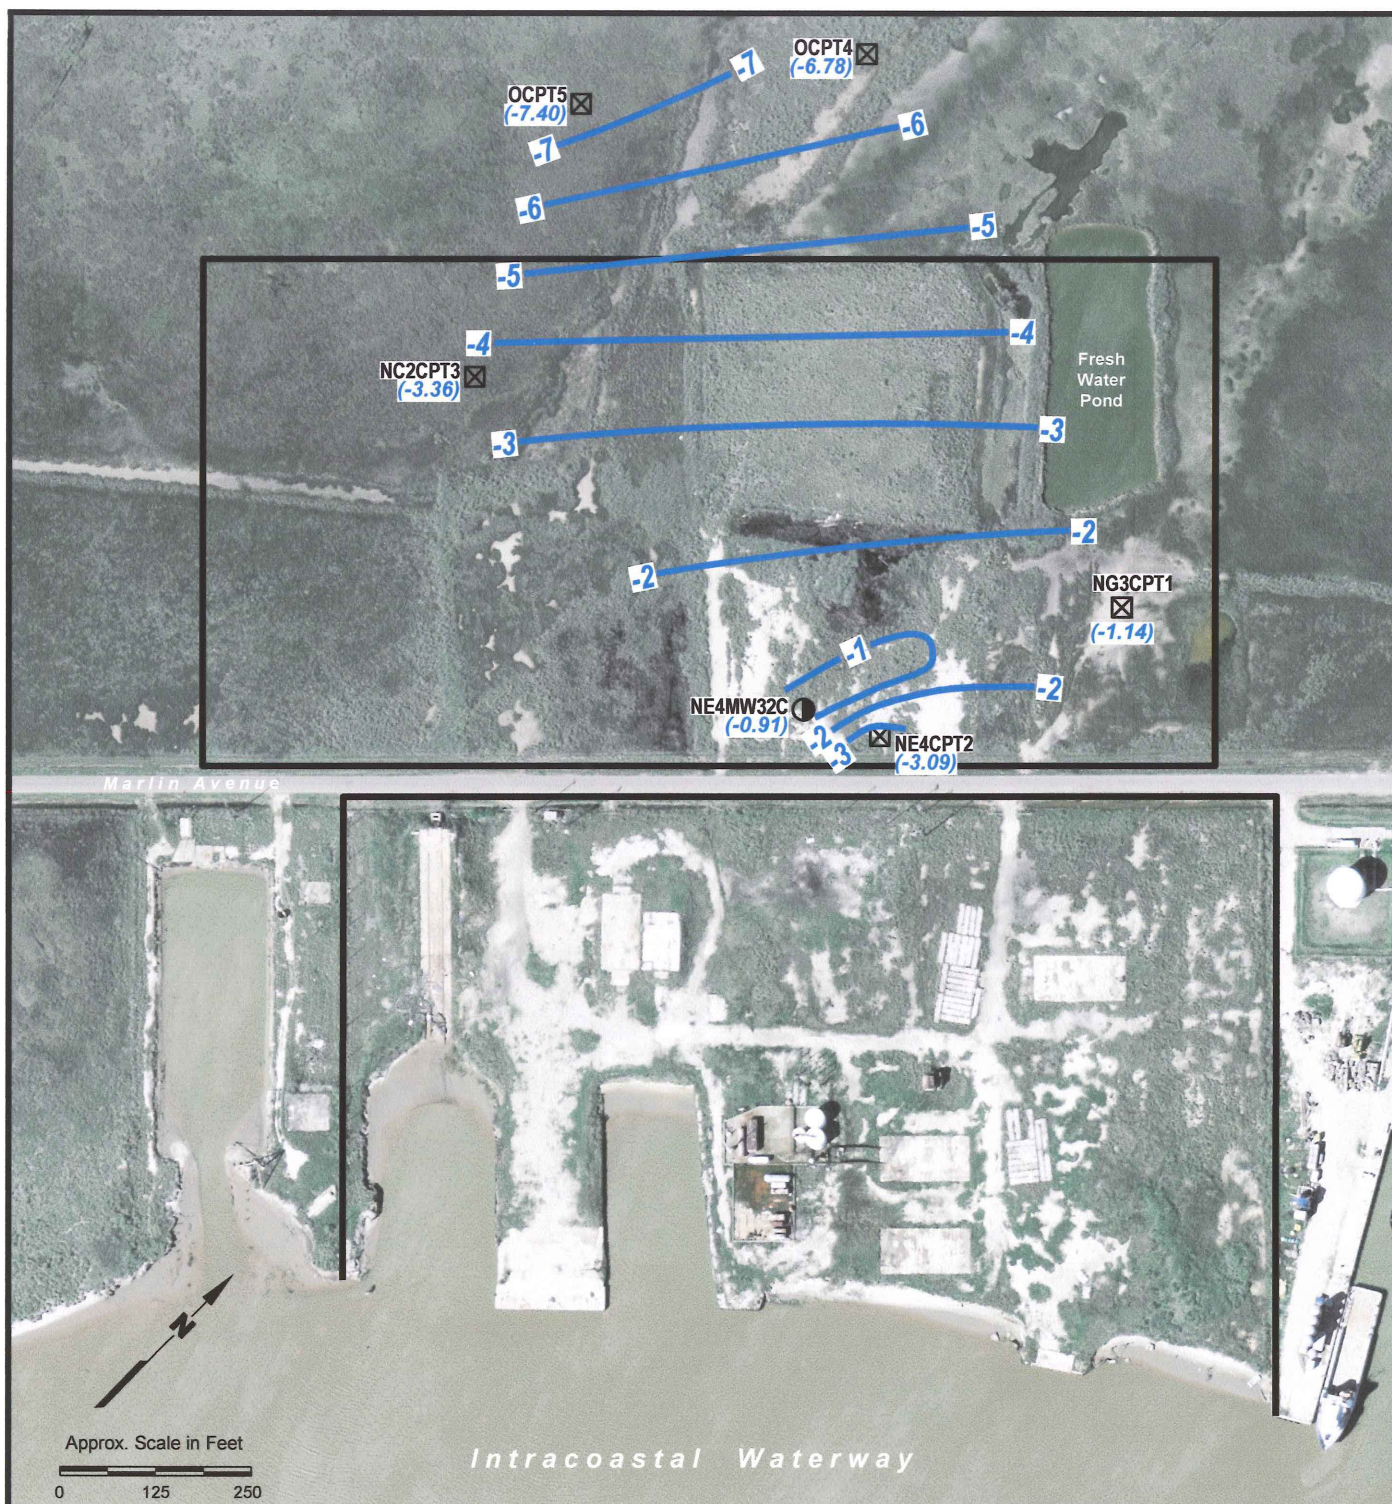 OCPT4
(-6.78)
-7
OCPT5
(-7.40)
-6
-7
-6
-5
-5
-4
-4
NC2CPT3
(-3.36)
Fresh
Water
Pond
-3
-3
-2
-2
NG3CPT1
(-1.14)
-1
-2
NE4MW32C
(-0.91)
-2
-3
NE4CPT2
(-3.09)
Marlin Avenue
N
Approx. Scale in Feet
0 125 250
Intracoastal Waterway